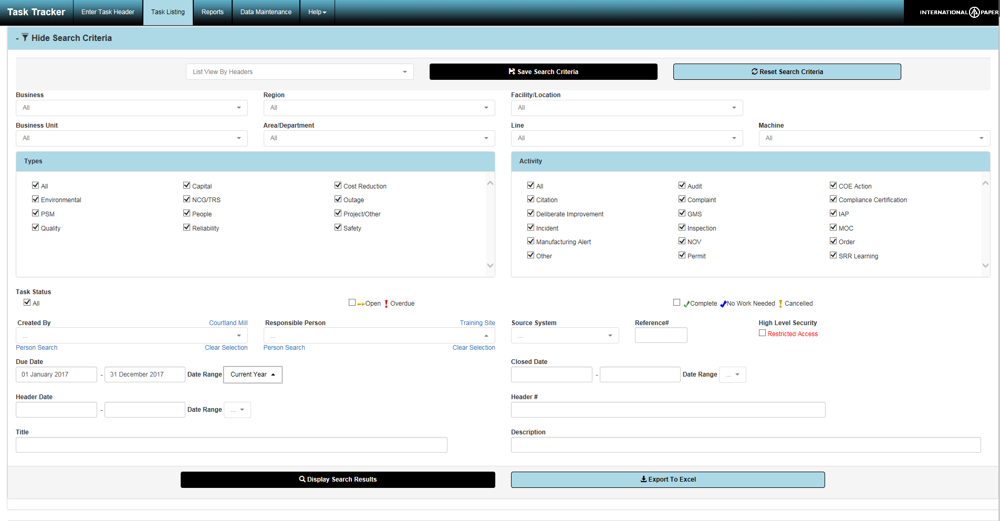 Task Tracker Enter Task Header Task Listing Reports Data Maintenance Help INTERNATIONAL PAPER
- Hide Search Criteria
List View By Headers Save Search Criteria Reset Search Criteria
Business Region Facility/Location
All All All
Business Unit Area/Department Line Machine
All All All All
Types
All Capital Cost Reduction
Environmental NCG/TRS Outage
PSM People Project/Other
Quality Reliability Safety
Activity
All Audit COE Action
Citation Complaint Compliance Certification
Deliberate Improvement GMS IAP
Incident Inspection MOC
Manufacturing Alert NOV Order
Other Permit SRR Learning
Task Status
All Open Overdue Complete No Work Needed Cancelled
Created By Courtland Mill Responsible Person Training Site Source System Reference# High Level Security
... ... ... Restricted Access
Person Search Clear Selection Person Search Clear Selection
Due Date Closed Date
01 January 2017 - 31 December 2017 Date Range Current Year - Date Range ...
Header Date Header #
- Date Range ...
Title Description
Display Search Results Export To Excel